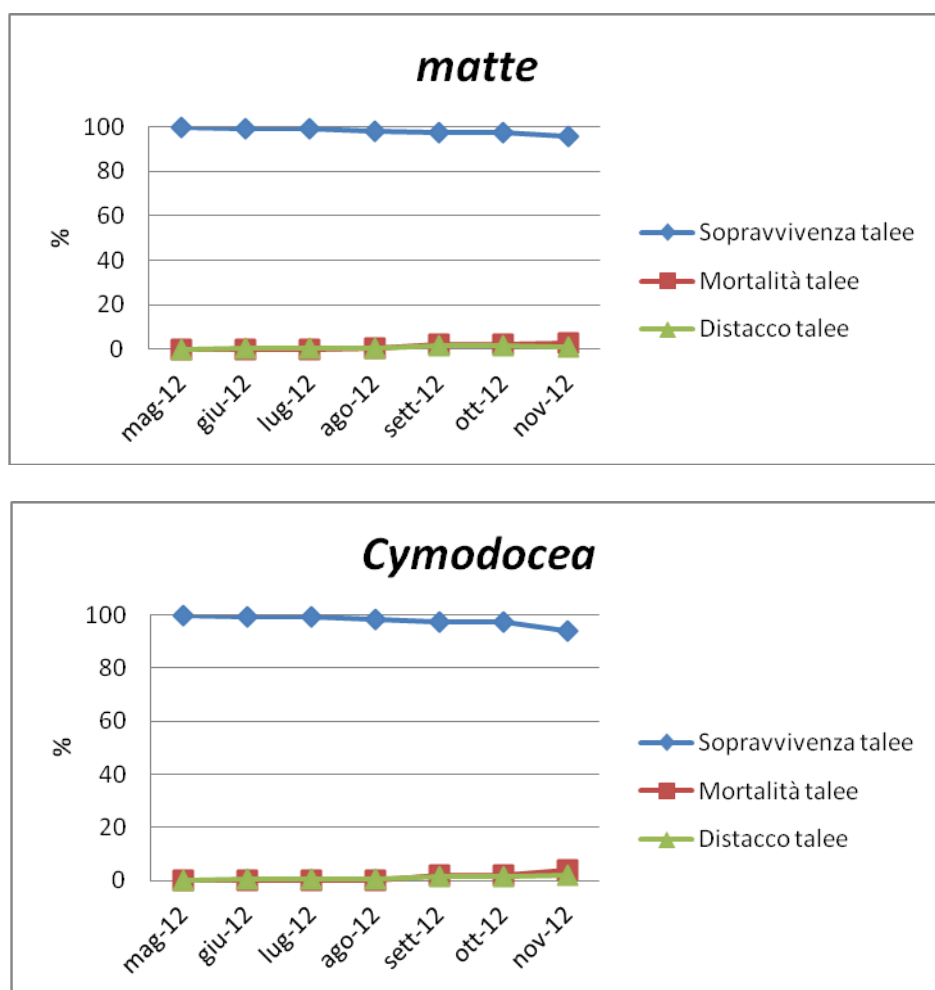 matte
100
80
60
40
20
0
%
mag-12
giu-12
lug-12
ago-12
sett-12
ott-12
nov-12
Sopravvivenza talee
Mortalità talee
Distacco talee
Cymodocea
100
80
60
40
20
0
%
mag-12
giu-12
lug-12
ago-12
sett-12
ott-12
nov-12
Sopravvivenza talee
Mortalità talee
Distacco talee